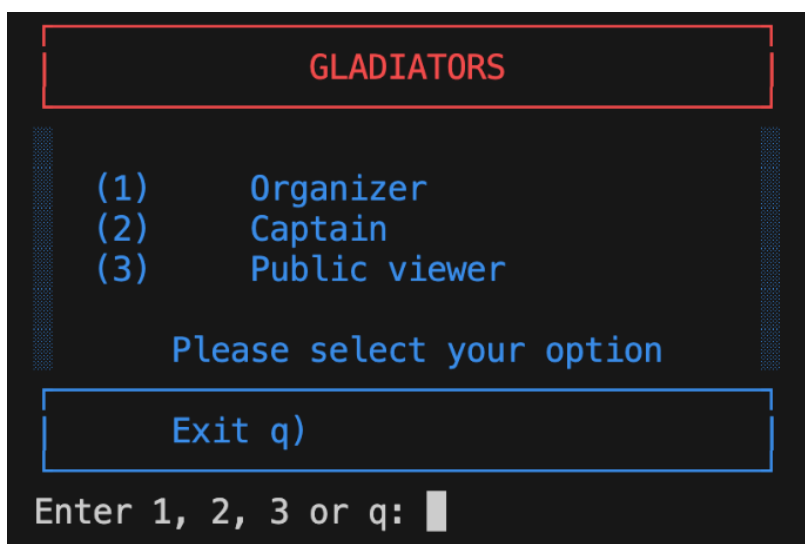 GLADIATORS
(1) Organizer
(2) Captain
(3) Public viewer
Please select your option
Exit q)
Enter 1, 2, 3 or q: